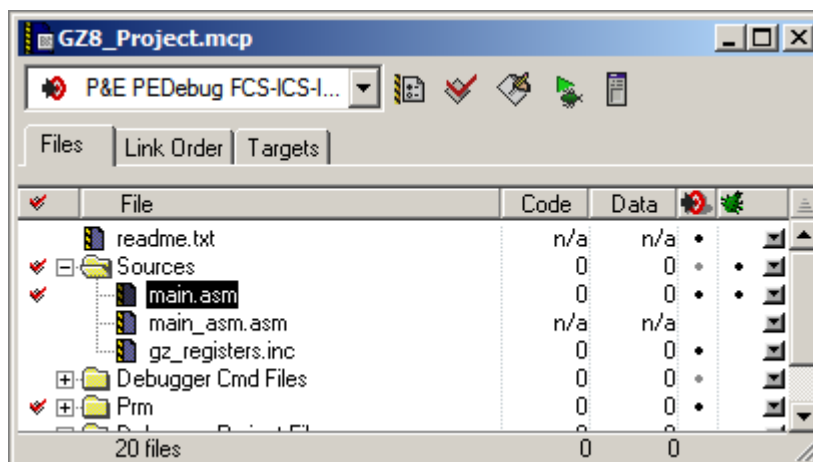 GZ8_Project.mcp
P&E PEDebug FCS-ICS-I...
Files Link Order Targets
File Code Data
readme.txt n/a n/a
Sources 0 0
main.asm 0 0
main_asm.asm n/a n/a
gz_registers.inc 0 0
Debugger Cmd Files 0 0
Prm 0 0
20 files 0 0